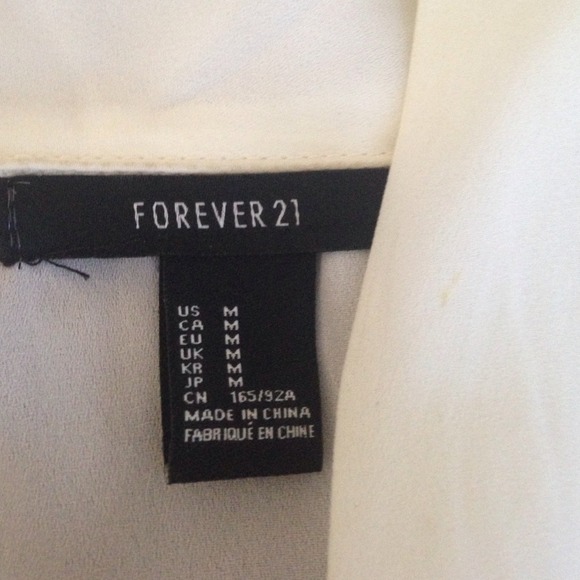 FOREVER 21
US M
CA M
EU M
UK M
KR M
JP M
CN 165/92A
MADE IN CHINA
FABRIQUÉ EN CHINE